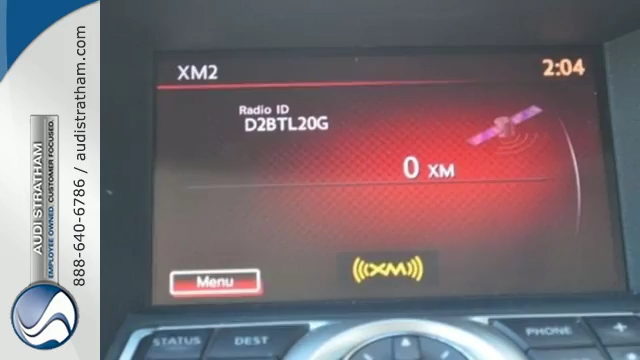 888-640-6786 / audistratham.com
AUDI STRATHAM
EMPLOYEE OWNED. CUSTOMER FOCUSED.
XM2
2:04
Radio ID
D2BTL20G
0 XM
Menu
((XM))
STATUS
DEST
PHONE
+